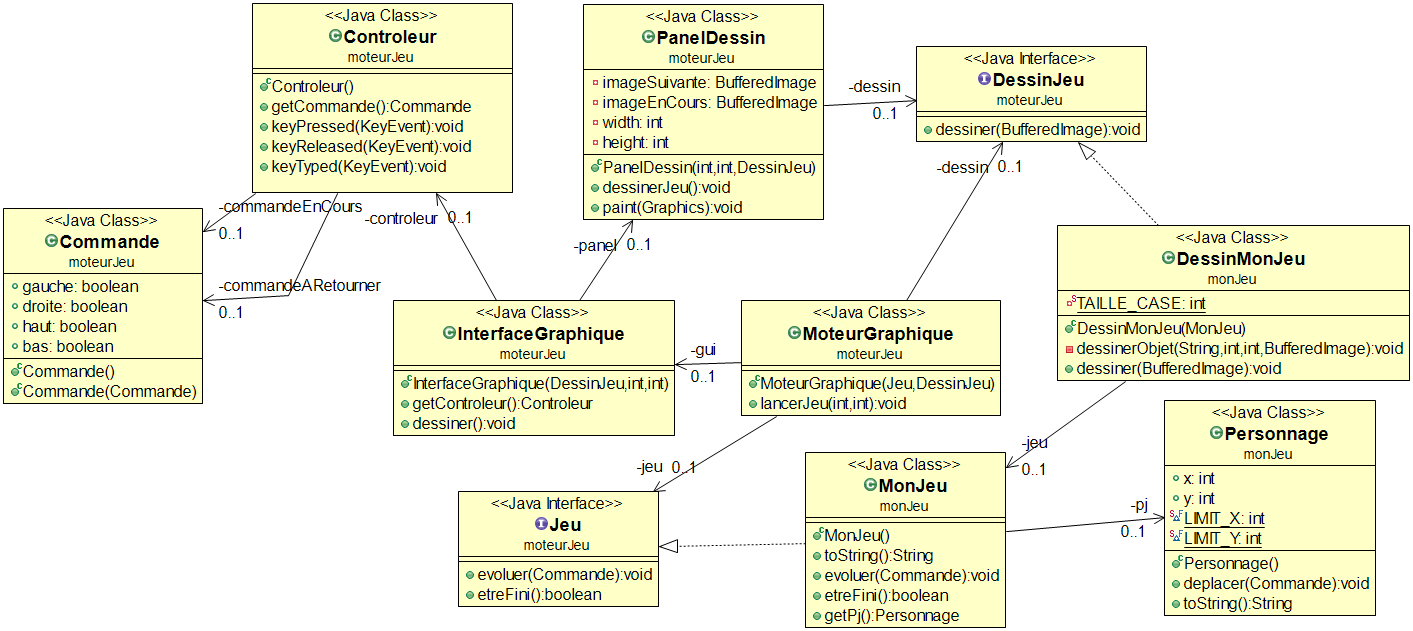 <<Java Class>>
Controleur
moteurJeu
Controleur()
getCommande():Commande
keyPressed(KeyEvent):void
keyReleased(KeyEvent):void
keyTyped(KeyEvent):void
<<Java Class>>
PanelDessin
moteurJeu
imageSuivante: BufferedImage
imageEnCours: BufferedImage
width: int
height: int
PanelDessin(int,int,DessinJeu)
dessinerJeu():void
paint(Graphics):void
-dessin
0..1
<<Java Interface>>
DessinJeu
moteurJeu
dessiner(BufferedImage):void
-dessin
0..1
-commandeEnCours
0..1
-commandeARetourner
0..1
-controleur
0..1
-panel
0..1
<<Java Class>>
Commande
moteurJeu
gauche: boolean
droite: boolean
haut: boolean
bas: boolean
Commande()
Commande(Commande)
<<Java Class>>
InterfaceGraphique
moteurJeu
InterfaceGraphique(DessinJeu,int,int)
getControleur():Controleur
dessiner():void
-gui
0..1
<<Java Class>>
MoteurGraphique
moteurJeu
MoteurGraphique(Jeu,DessinJeu)
lancerJeu(int,int):void
<<Java Class>>
DessinMonJeu
monJeu
TAILLE_CASE: int
DessinMonJeu(MonJeu)
dessinerObjet(String,int,int,BufferedImage):void
dessiner(BufferedImage):void
-jeu
0..1
-jeu
0..1
<<Java Interface>>
Jeu
moteurJeu
evoluer(Commande):void
etreFini():boolean
<<Java Class>>
MonJeu
monJeu
MonJeu()
toString():String
evoluer(Commande):void
etreFini():boolean
getPj():Personnage
-pj
0..1
<<Java Class>>
Personnage
monJeu
x: int
y: int
LIMIT_X: int
LIMIT_Y: int
Personnage()
deplacer(Commande):void
toString():String